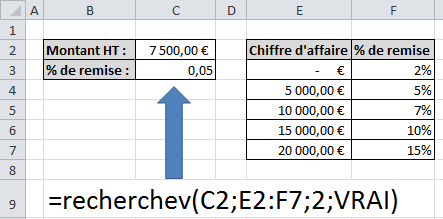 A B C D E F
1
2 Montant HT : 7 500,00 € Chiffre d'affaire % de remise
3 % de remise : 0,05 - € 2%
4 5 000,00 € 5%
5 10 000,00 € 7%
6 15 000,00 € 10%
7 20 000,00 € 15%
8
9 =recherchev(C2;E2:F7;2;VRAI)